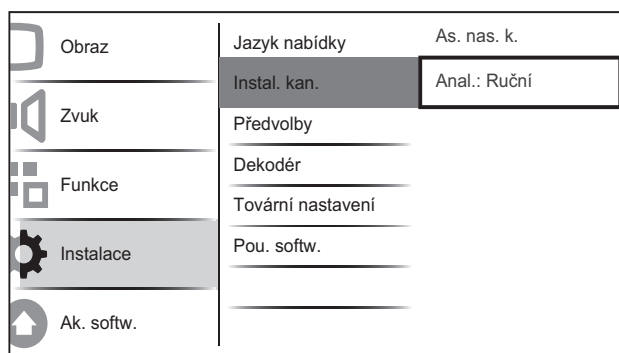 Obraz
Zvuk
Funkce
Instalace
Ak. softw.
Jazyk nabídky
Instal. kan.
Předvolby
Dekodér
Tovární nastavení
Pou. softw.
As. nas. k.
Anal.: Ruční